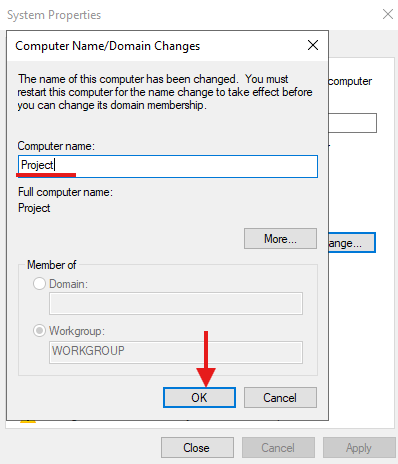 System Properties
Computer Name/Domain Changes
The name of this computer has been changed. You must
restart this computer for the name change to take effect before
you can change its domain membership.
computer
Computer name:
Project
Full computer name:
Project
More...
ange...
Member of
Domain:
Workgroup:
WORKGROUP
OK
Cancel
Close
Cancel
Apply